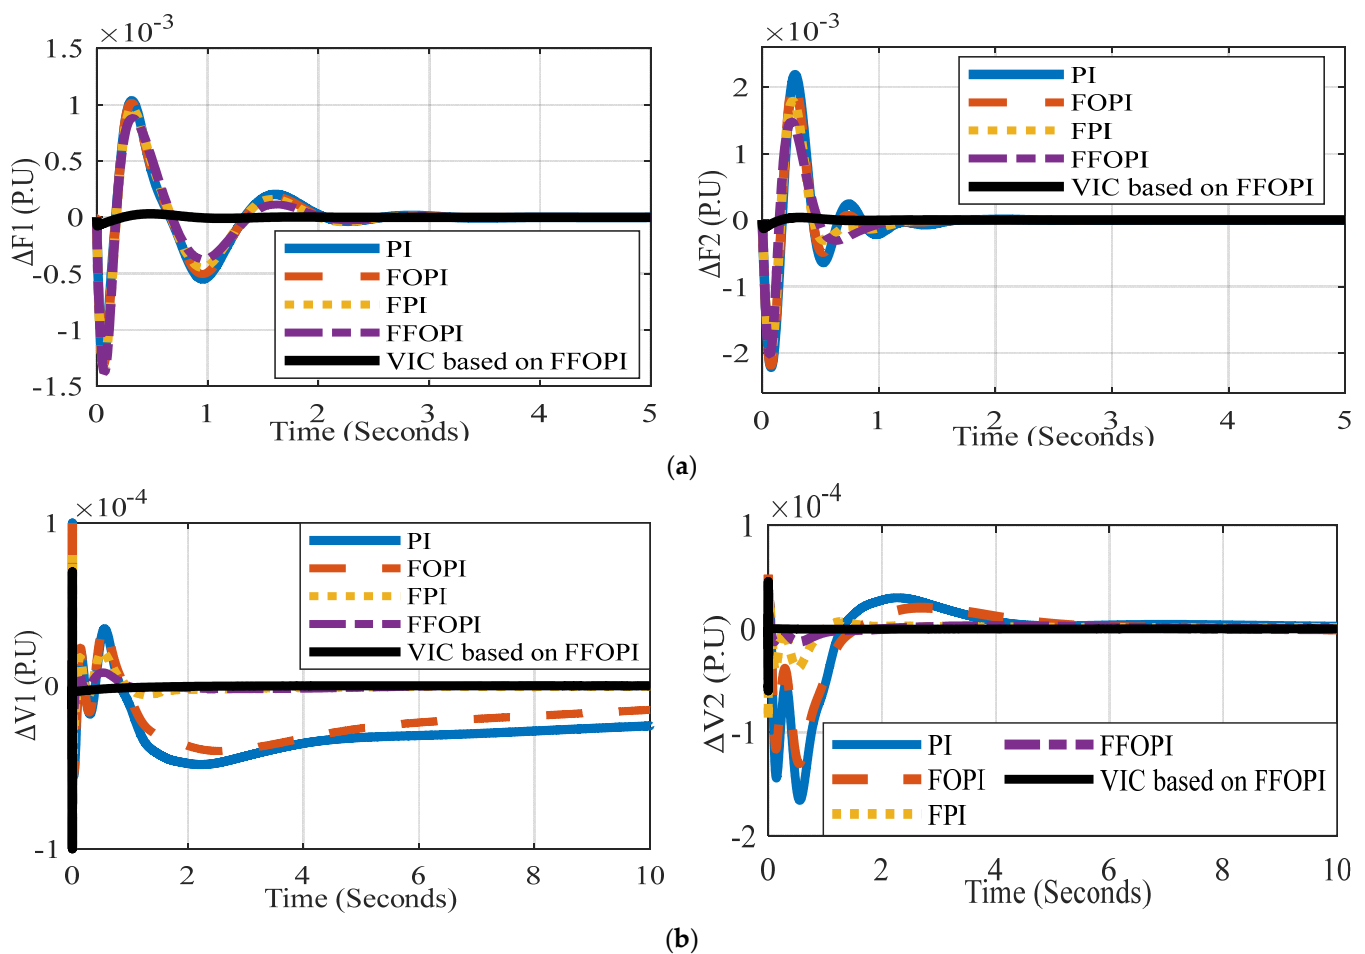 ×10-3
1.5
1
0.5
0
-0.5
-1
-1.5
ΔF1 (P.U)
PI
FOPI
FPI
FFOPI
VIC based on FFOPI
0 1 2 3 4 5
Time (Seconds)
×10-3
2
1
0
-1
-2
ΔF2 (P.U)
PI
FOPI
FPI
FFOPI
VIC based on FFOPI
0 1 2 3 4 5
Time (Seconds)
(a)
×10-4
1
0
-1
ΔV1 (P.U)
PI
FOPI
FPI
FFOPI
VIC based on FFOPI
0 2 4 6 8 10
Time (Seconds)
×10-4
1
0
-1
-2
ΔV2 (P.U)
PI
FOPI
FPI
FFOPI
VIC based on FFOPI
0 2 4 6 8 10
Time (Seconds)
(b)